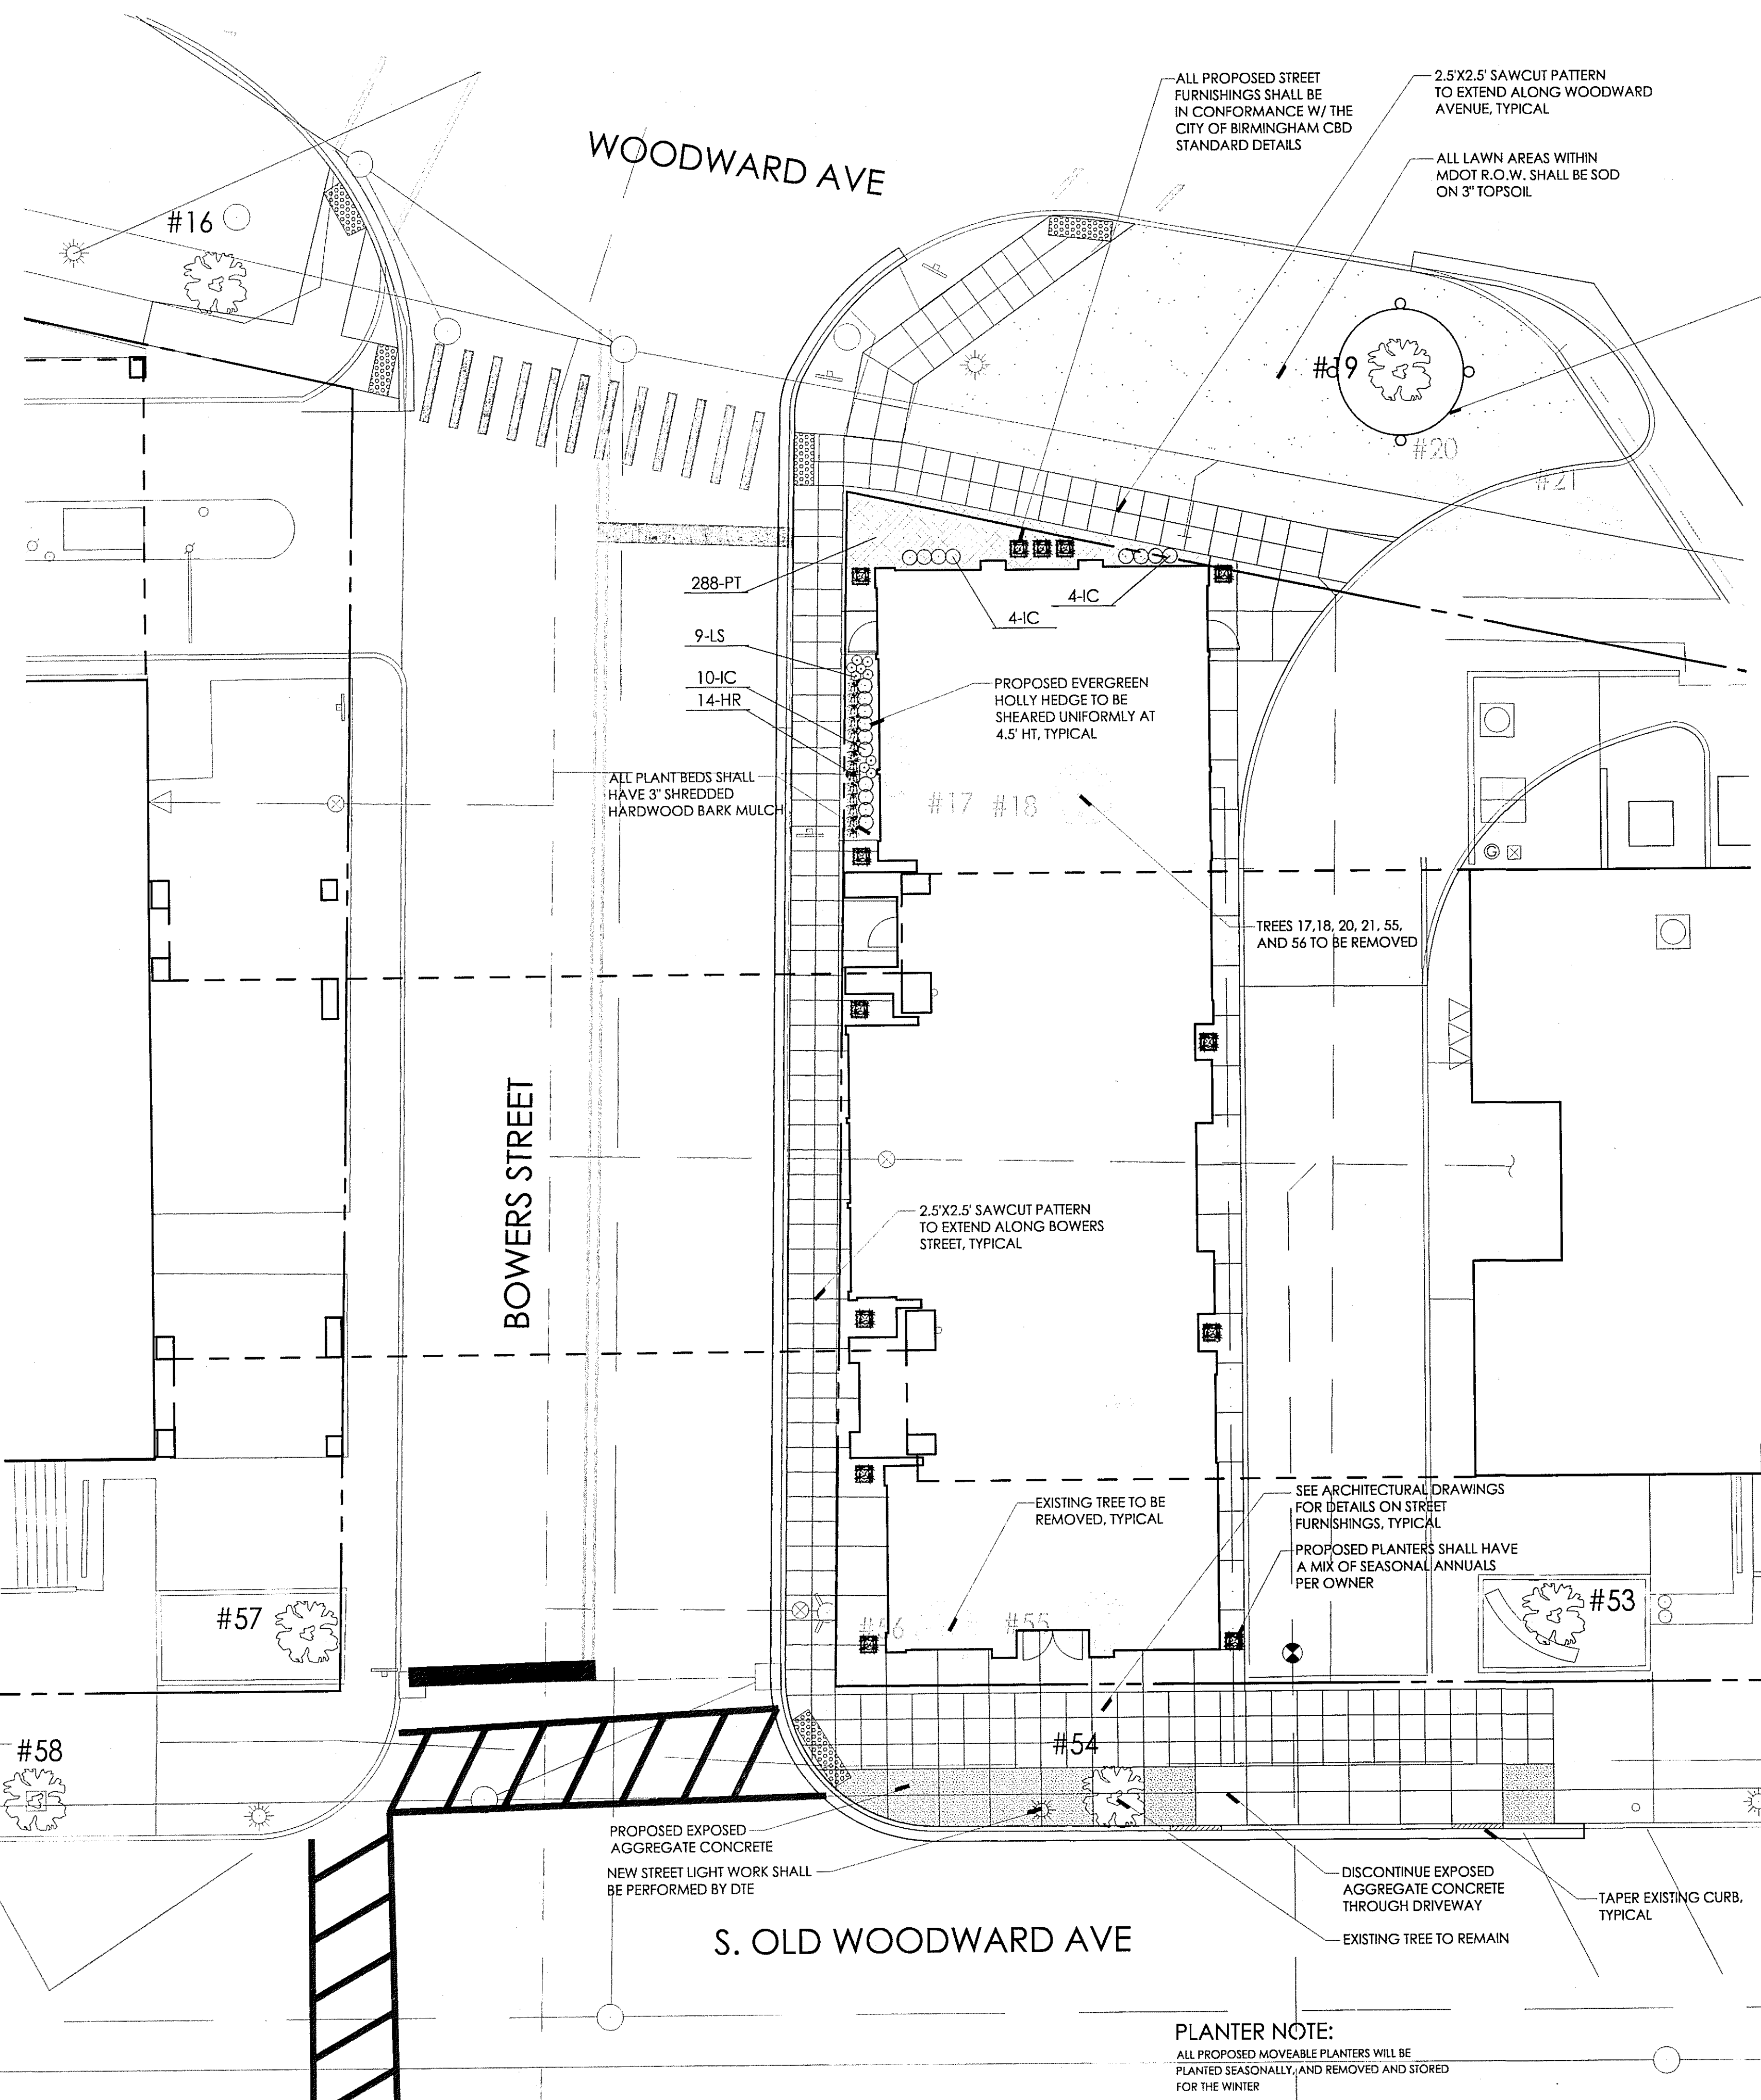 ALL PROPOSED STREET
FURNISHINGS SHALL BE
IN CONFORMANCE W/ THE
CITY OF BIRMINGHAM CBD
STANDARD DETAILS
2.5'X2.5' SAWCUT PATTERN
TO EXTEND ALONG WOODWARD
AVENUE, TYPICAL
ALL LAWN AREAS WITHIN
MDOT R.O.W. SHALL BE SOD
ON 3" TOPSOIL
WOODWARD AVE
#16
#19
#20
#21
288-PT
4-IC
4-IC
9-LS
10-IC
14-HR
PROPOSED EVERGREEN
HOLLY HEDGE TO BE
SHEARED UNIFORMLY AT
4.5' HT, TYPICAL
ALL PLANT BEDS SHALL
HAVE 3" SHREDDED
HARDWOOD BARK MULCH
#17 #18
G
TREES 17,18, 20, 21, 55,
AND 56 TO BE REMOVED
BOWERS STREET
2.5'X2.5' SAWCUT PATTERN
TO EXTEND ALONG BOWERS
STREET, TYPICAL
EXISTING TREE TO BE
REMOVED, TYPICAL
SEE ARCHITECTURAL DRAWINGS
FOR DETAILS ON STREET
FURNISHINGS, TYPICAL
PROPOSED PLANTERS SHALL HAVE
A MIX OF SEASONAL ANNUALS
PER OWNER
#57
#56
#55
#53
#58
#54
PROPOSED EXPOSED
AGGREGATE CONCRETE
NEW STREET LIGHT WORK SHALL
BE PERFORMED BY DTE
DISCONTINUE EXPOSED
AGGREGATE CONCRETE
THROUGH DRIVEWAY
TAPER EXISTING CURB,
TYPICAL
EXISTING TREE TO REMAIN
S. OLD WOODWARD AVE
PLANTER NOTE:
ALL PROPOSED MOVEABLE PLANTERS WILL BE
PLANTED SEASONALLY, AND REMOVED AND STORED
FOR THE WINTER